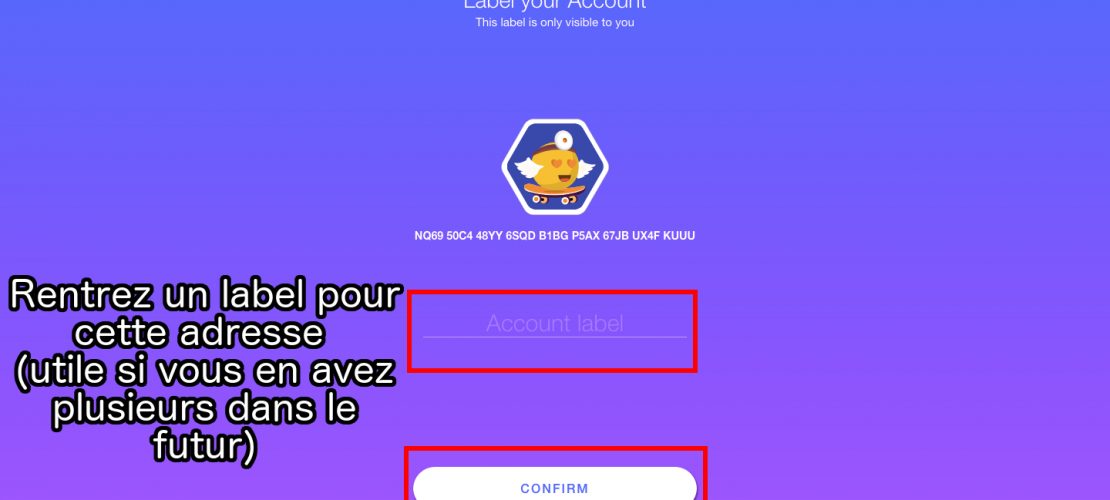 Label your Account
This label is only visible to you
NQ69 50C4 48YY 6SQD B1BG P5AX 67JB UX4F KUUU
Rentrez un label pour
cette adresse
(utile si vous en avez
plusieurs dans le
futur)
Account label
CONFIRM